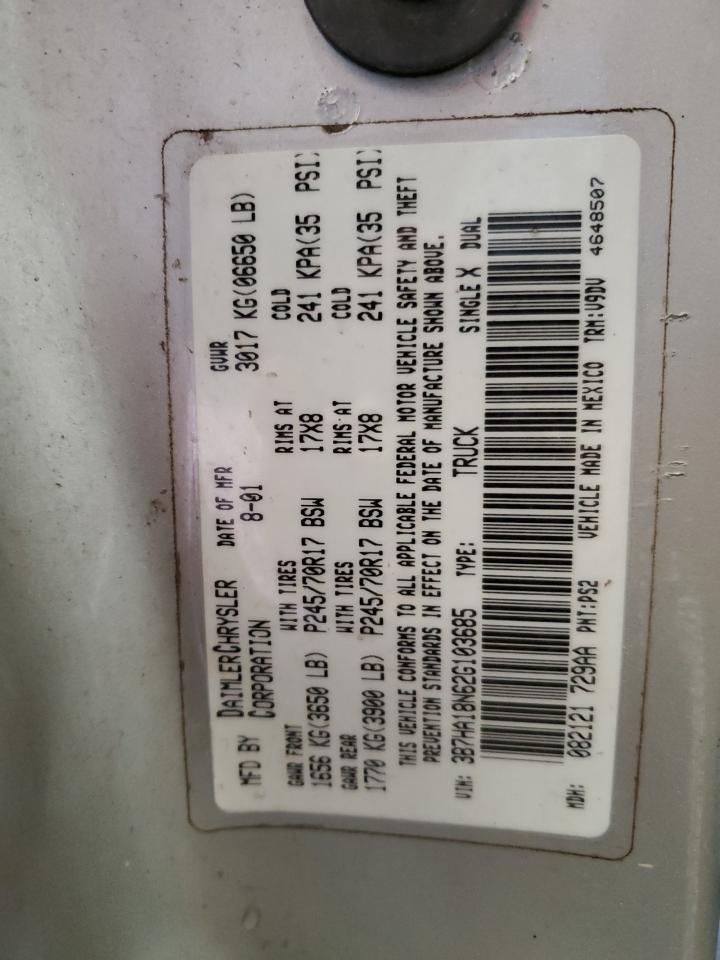 MFD BY DAIMLERCHRYSLER CORPORATION DATE OF MFR 8-01 GVWR 3017 KG(06650 LB)
GAWR FRONT WITH TIRES RIMS AT COLD
1656 KG(3650 LB) P245/70R17 BSW 17X8 241 KPA(35 PSI)
GAWR REAR WITH TIRES RIMS AT COLD
1770 KG(3900 LB) P245/70R17 BSW 17X8 241 KPA(35 PSI)
THIS VEHICLE CONFORMS TO ALL APPLICABLE FEDERAL MOTOR VEHICLE SAFETY AND THEFT
PREVENTION STANDARDS IN EFFECT ON THE DATE OF MANUFACTURE SHOWN ABOVE.
VIN: 3B7HA18N62G103685 TYPE: TRUCK SINGLE X DUAL
MDH: 082121 729AA PNT:PS2 VEHICLE MADE IN MEXICO TRM:V9DV 4648507